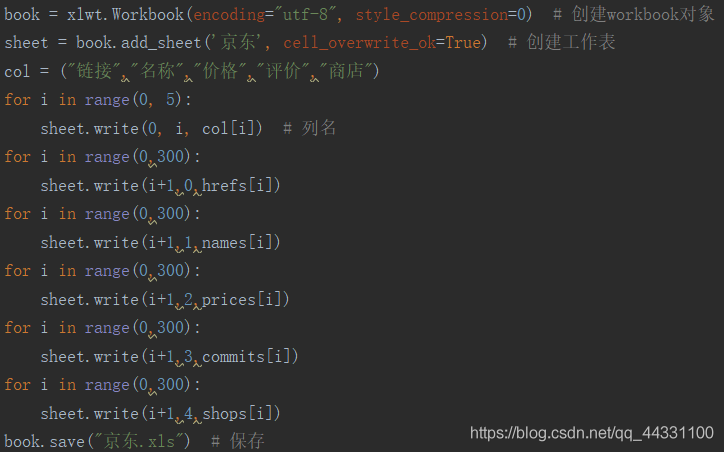 book = xlwt.Workbook(encoding="utf-8", style_compression=0)  # 创建workbook对象
sheet = book.add_sheet('京东', cell_overwrite_ok=True)  # 创建工作表
col = ("链接","名称","价格","评价","商店")
for i in range(0, 5):
    sheet.write(0, i, col[i])  # 列名
for i in range(0,300):
    sheet.write(i+1,0,hrefs[i])
for i in range(0,300):
    sheet.write(i+1,1,names[i])
for i in range(0,300):
    sheet.write(i+1,2,prices[i])
for i in range(0,300):
    sheet.write(i+1,3,commits[i])
for i in range(0,300):
    sheet.write(i+1,4,shops[i])
book.save("京东.xls")  # 保存
https://blog.csdn.net/qq_44331100